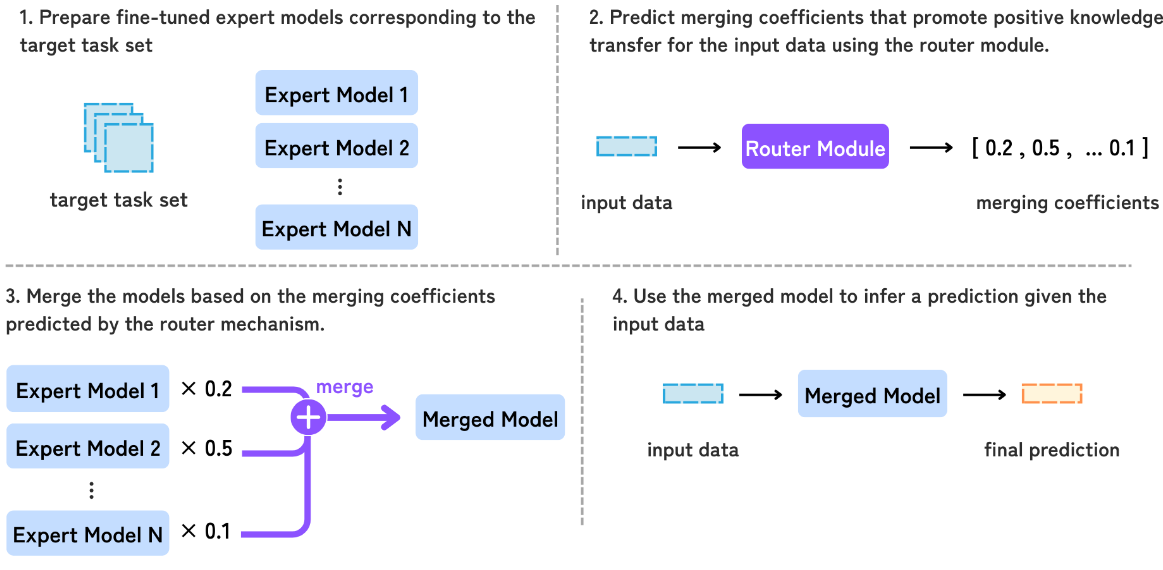 1. Prepare fine-tuned expert models corresponding to the
target task set
Expert Model 1
Expert Model 2
⋮
Expert Model N
target task set
2. Predict merging coefficients that promote positive knowledge
transfer for the input data using the router module.
Router Module
[ 0.2 , 0.5 , ... 0.1 ]
input data
merging coefficients
3. Merge the models based on the merging coefficients
predicted by the router mechanism.
Expert Model 1 × 0.2
merge
Expert Model 2 × 0.5
⋮
Expert Model N × 0.1
Merged Model
4. Use the merged model to infer a prediction given the
input data
Merged Model
input data
final prediction